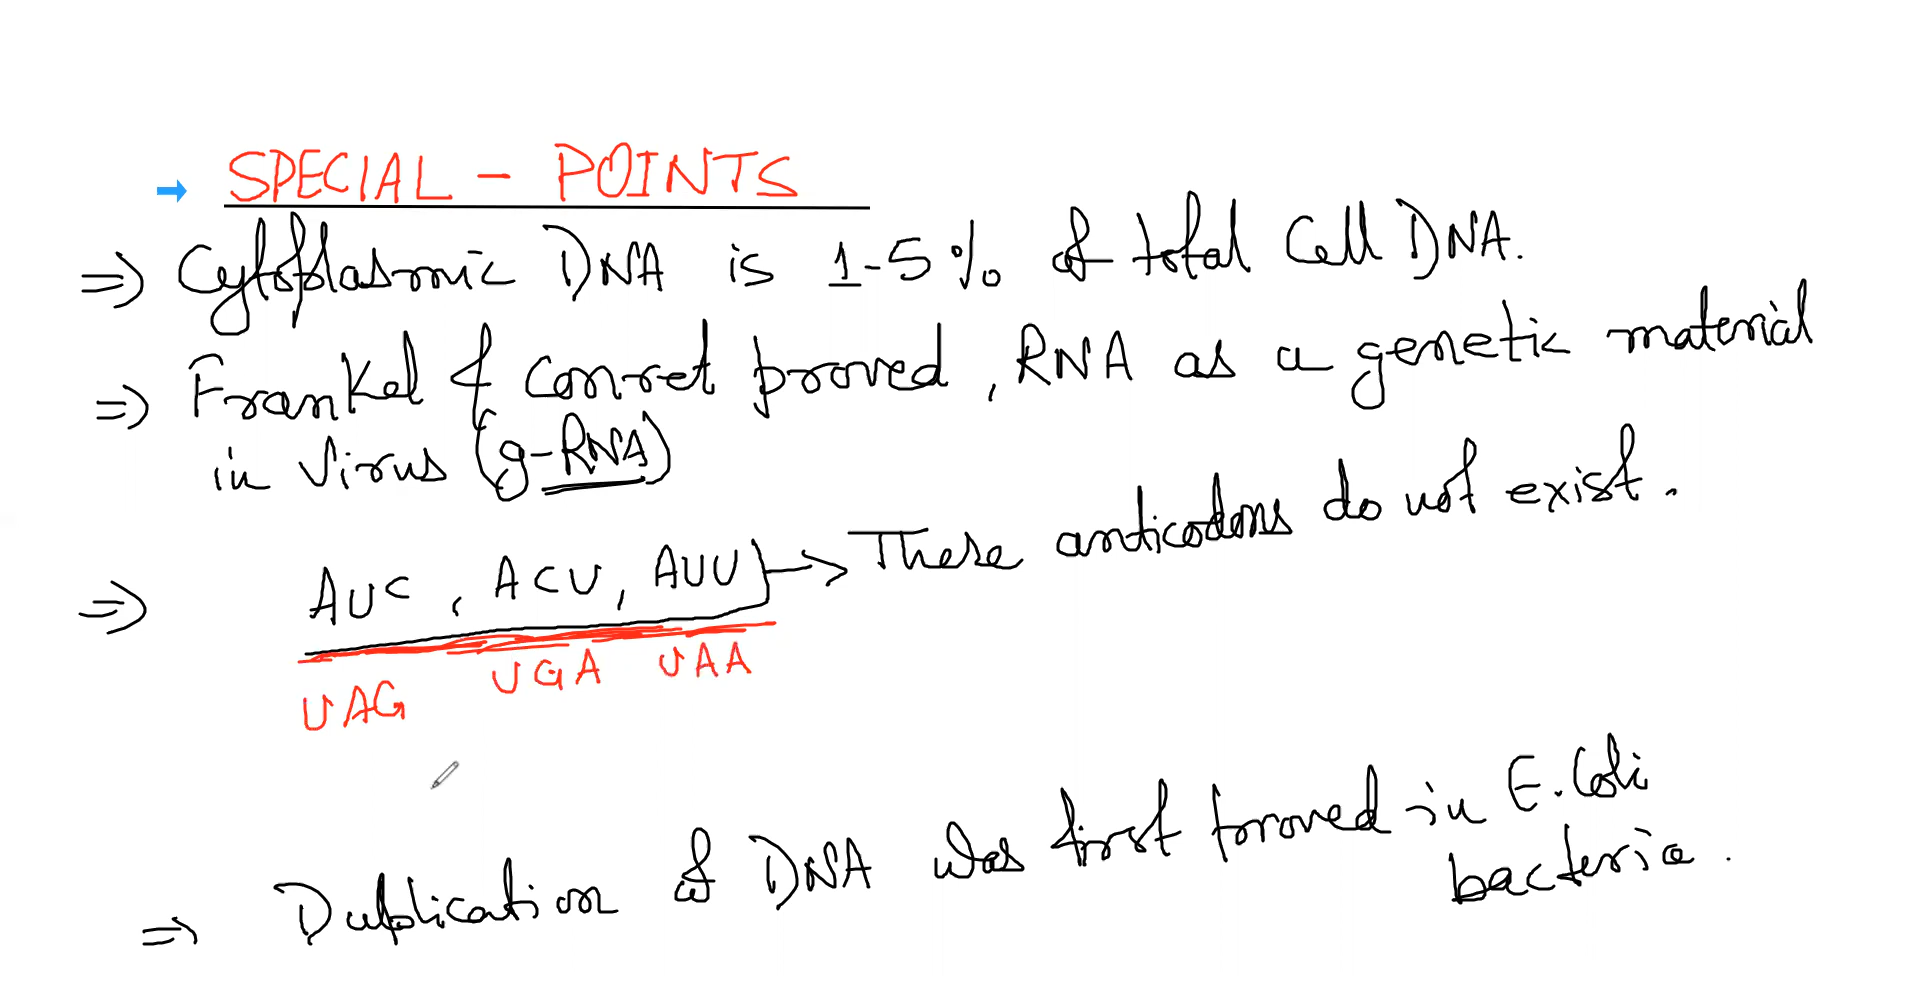 SPECIAL - POINTS
⇒ Cytoplasmic DNA is 1-5% of total Cell DNA.
⇒ Frankel & conret proved, RNA as a genetic material
in Virus (g-RNA)
⇒ AUC, ACU, AUU → These anticodons do not exist.
UAG UGA UAA
⇒ Duplication of DNA was first proved in E.Coli
bacteria.